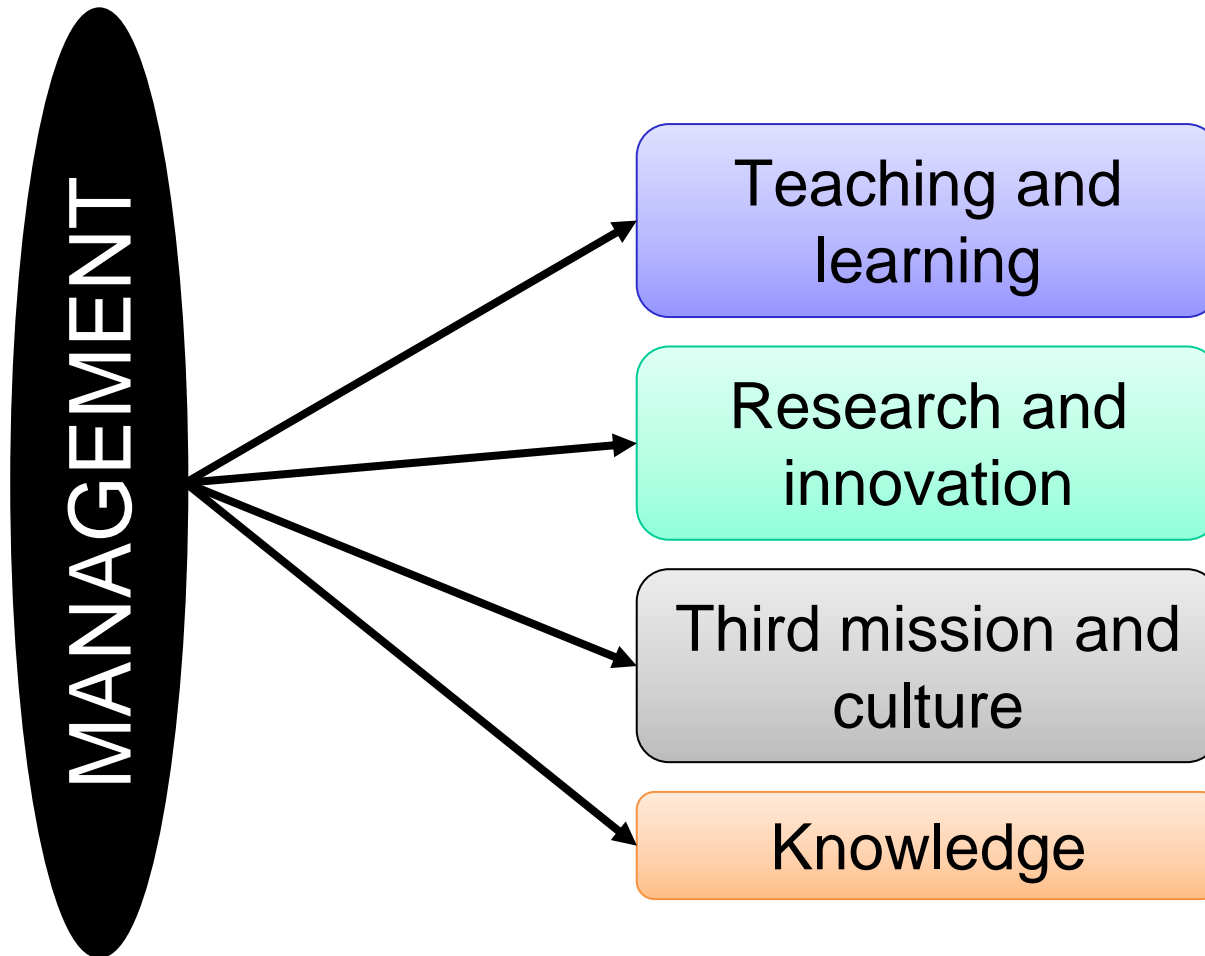 MANAGEMENT
Teaching and
learning
Research and
innovation
Third mission and
culture
Knowledge